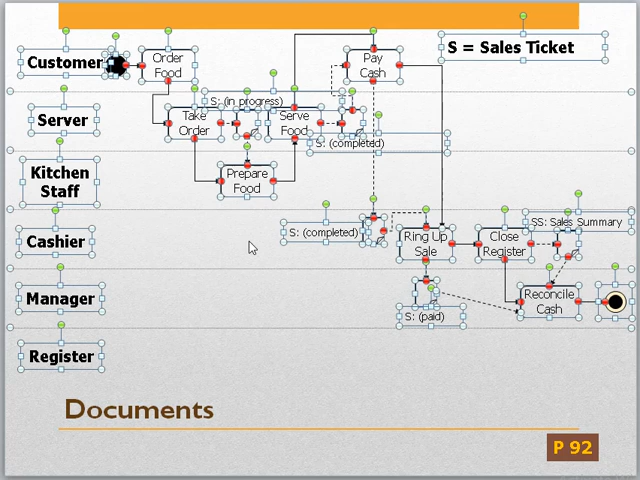 S = Sales Ticket
Customer
Order
Food
Pay
Cash
S: (in progress)
Server
Take
Order
Serve
Food
S: (completed)
Kitchen
Staff
Prepare
Food
Cashier
S: (completed)
Ring Up
Sale
Close
Register
SS: Sales Summary
Manager
S: (paid)
Reconcile
Cash
Register
Documents
P 92